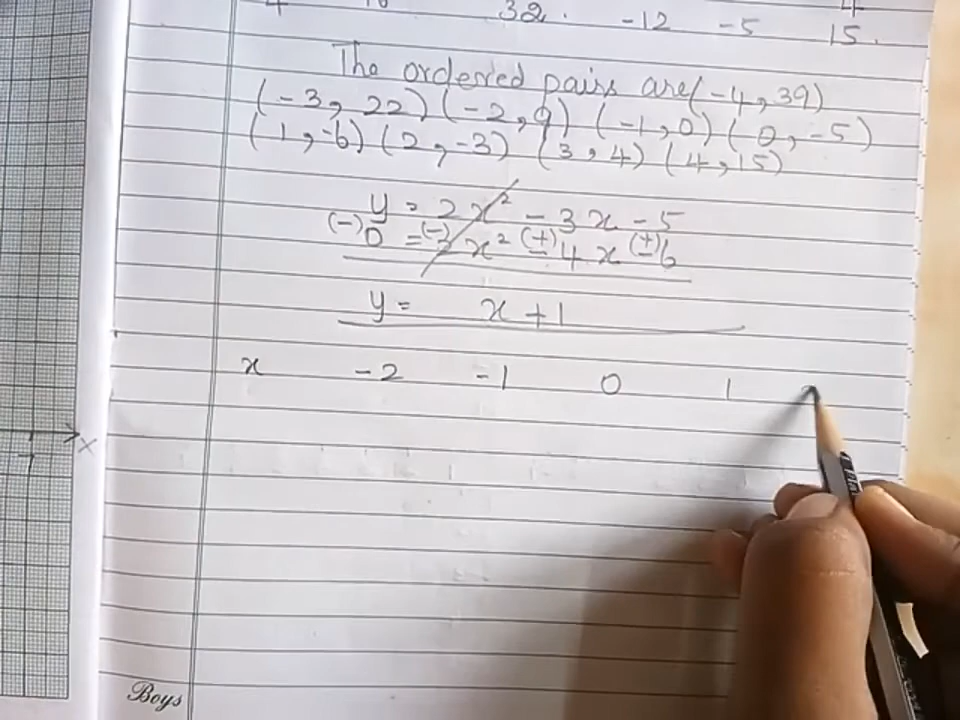 32. -12 -5 15.
The ordered pairs are (-4, 39)
(-3, 22) (-2, 9) (-1, 0) (0, -5)
(1, -6) (2, -3) (3, 4) (4, 15)
y = 2x² - 3x - 5
(-) 0 = (-) 2x² (+) - 4x (+) - 6
y = x + 1
x -2 -1 0 1
X
Boys